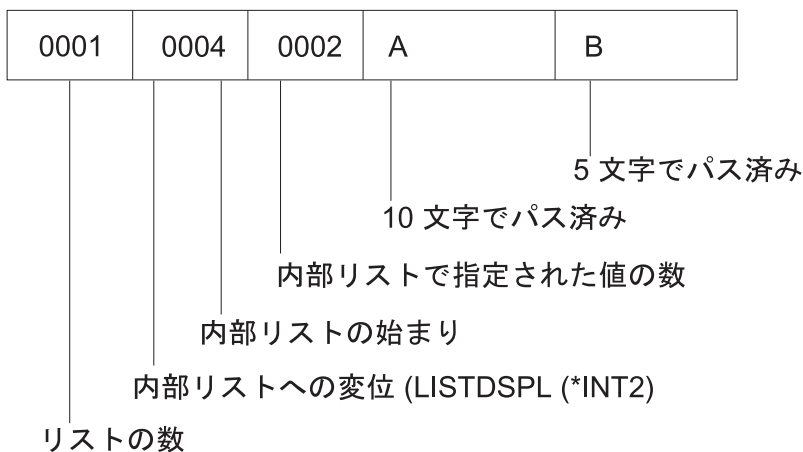 0001 0004 0002 A B
5 文字でパス済み
10 文字でパス済み
内部リストで指定された値の数
内部リストの始まり
内部リストへの変位 (LISTDSPL (*INT2)
リストの数